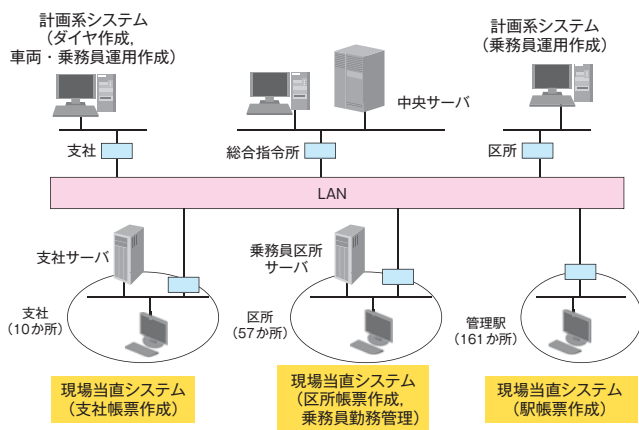 計画系システム
(ダイヤ作成,
車両・乗務員運用作成)
計画系システム
(乗務員運用作成)
中央サーバ
支社
総合指令所
区所
LAN
支社サーバ
乗務員区所
サーバ
支社
(10か所)
区所
(57か所)
管理駅
(161か所)
現場当直システム
(支社帳票作成)
現場当直システム
(区所帳票作成,
乗務員勤務管理)
現場当直システム
(駅帳票作成)